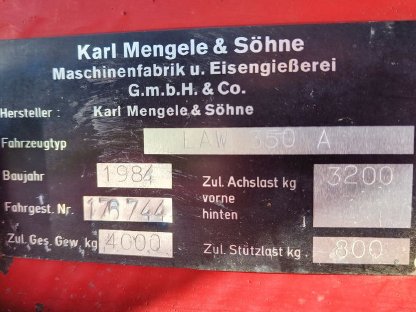 Karl Mengele & Söhne
Maschinenfabrik u. Eisengießerei
G.m.b.H. & Co.
Hersteller : Karl Mengele & Söhne
Fahrzeugtyp LAW 350 A
Baujahr 1984 Zul. Achslast kg 3200
vorne
Fahrgest. Nr. 178744 hinten
Zul. Ges. Gew. kg 4000 Zul. Stützlast kg 800